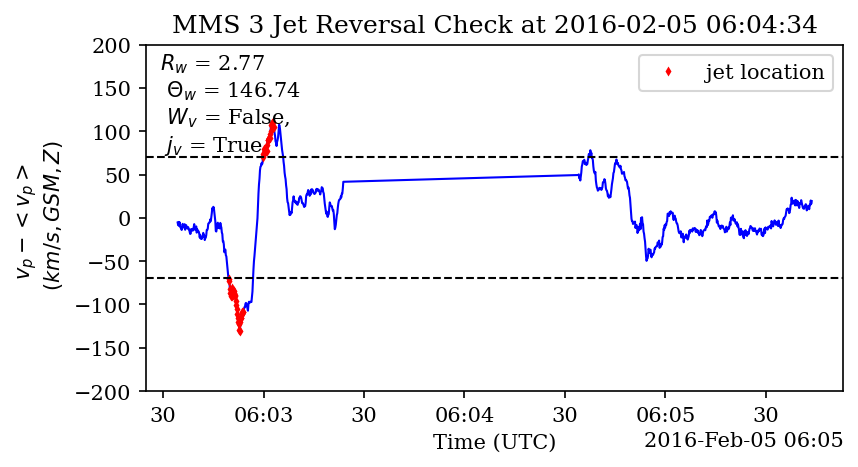 MMS 3 Jet Reversal Check at 2016-02-05 06:04:34
R_w = 2.77
Θ_w = 146.74
W_v = False,
j_v = True
jet location
v_p − <v_p>
(km/s, GSM, Z)
200
150
100
50
0
−50
−100
−150
−200
30 06:03 30 06:04 30 06:05 30
Time (UTC)
2016-Feb-05 06:05